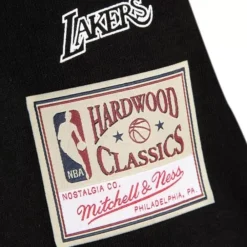 LAKERS
HARDWOOD
CLASSICS
NBA
NOSTALGIA CO.
Mitchell & Ness
PHILADELPHIA, PA.